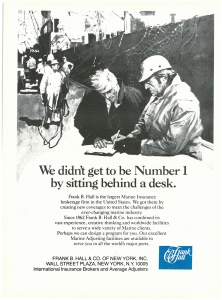 We didn't get to be Number 1
by sitting behind a desk.
Frank B. Hall is the largest Marine Insurance
brokerage firm in the United States. We got there by
creating new coverages to meet the challenges of the
ever-changing marine industry.
Since 1862 Frank B. Hall & Co. has combined its
vast experience, creative thinking and worldwide facilities
to serve a wide variety of Marine clients.
Perhaps we can design a program for you. Our excellent
Marine Adjusting facilities are available to
serve you in all the world's major ports.
Frank
B Hall
FRANK B. HALL & CO. OF NEW YORK, INC.
WALL STREET PLAZA, NEW YORK, N.Y. 10005
International Insurance Brokers and Average Adjusters